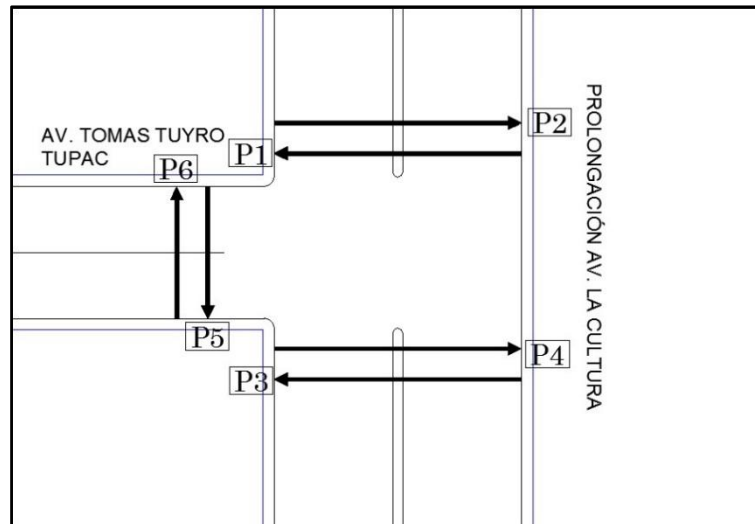 P2
AV. TOMAS TUYRO
TUPAC
P1
P6
PROLONGACIÓN AV. LA CULTURA
P5
P4
P3